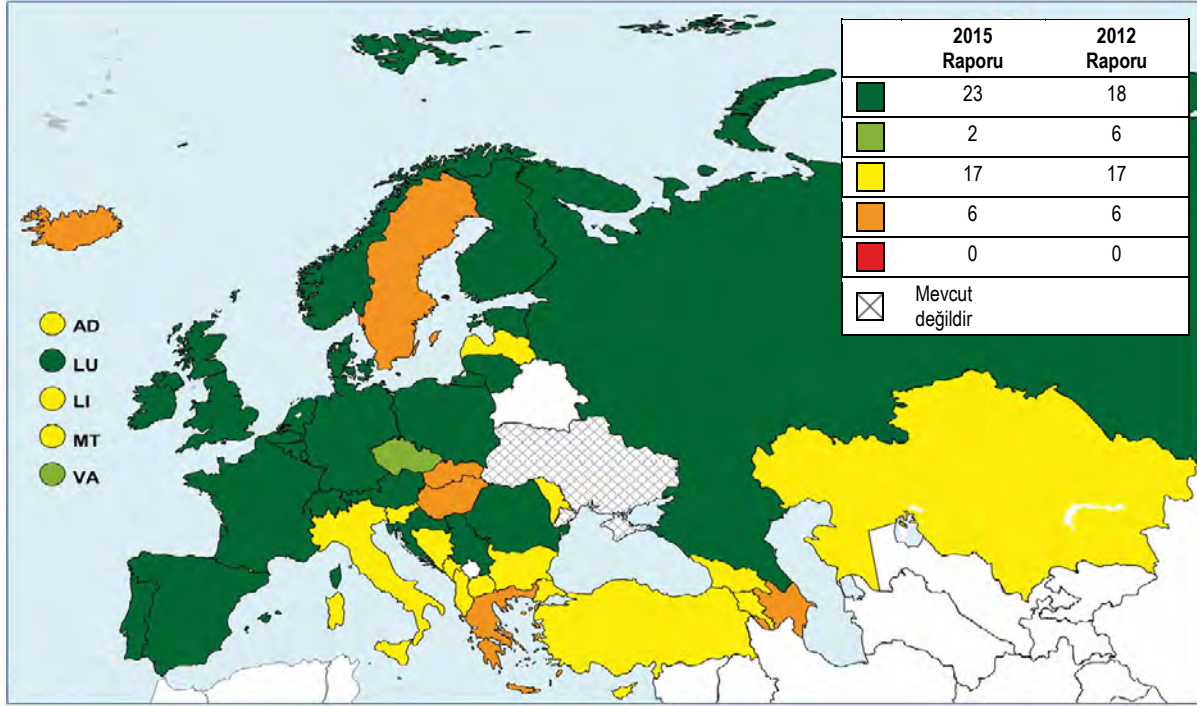 2015 2012
Raporu Raporu
23 18
2 6
17 17
6 6
0 0
Mevcut
değildir
AD
LU
LI
MT
VA